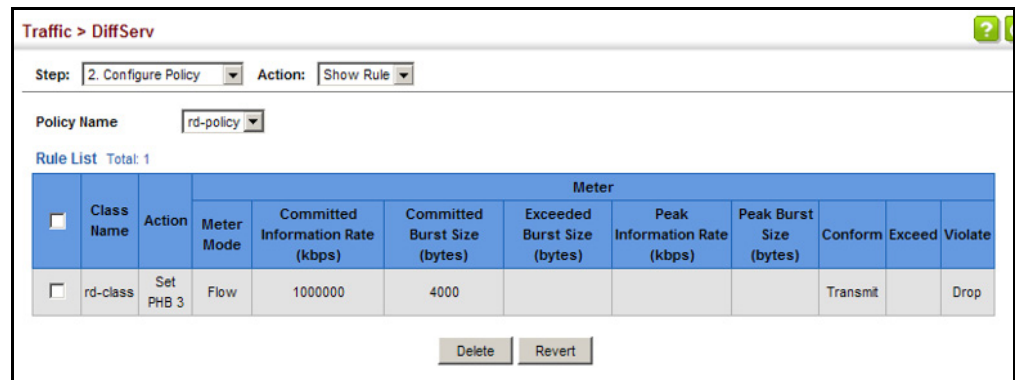 Traffic > DiffServ
?
Step: 2. Configure Policy Action: Show Rule
Policy Name rd-policy
Rule List Total: 1
Meter
Class Name Action Meter Mode Committed Information Rate (kbps) Committed Burst Size (bytes) Exceeded Burst Size (bytes) Peak Information Rate (kbps) Peak Burst Size (bytes) Conform Exceed Violate
rd-class Set PHB 3 Flow 1000000 4000 Transmit Drop
Delete Revert